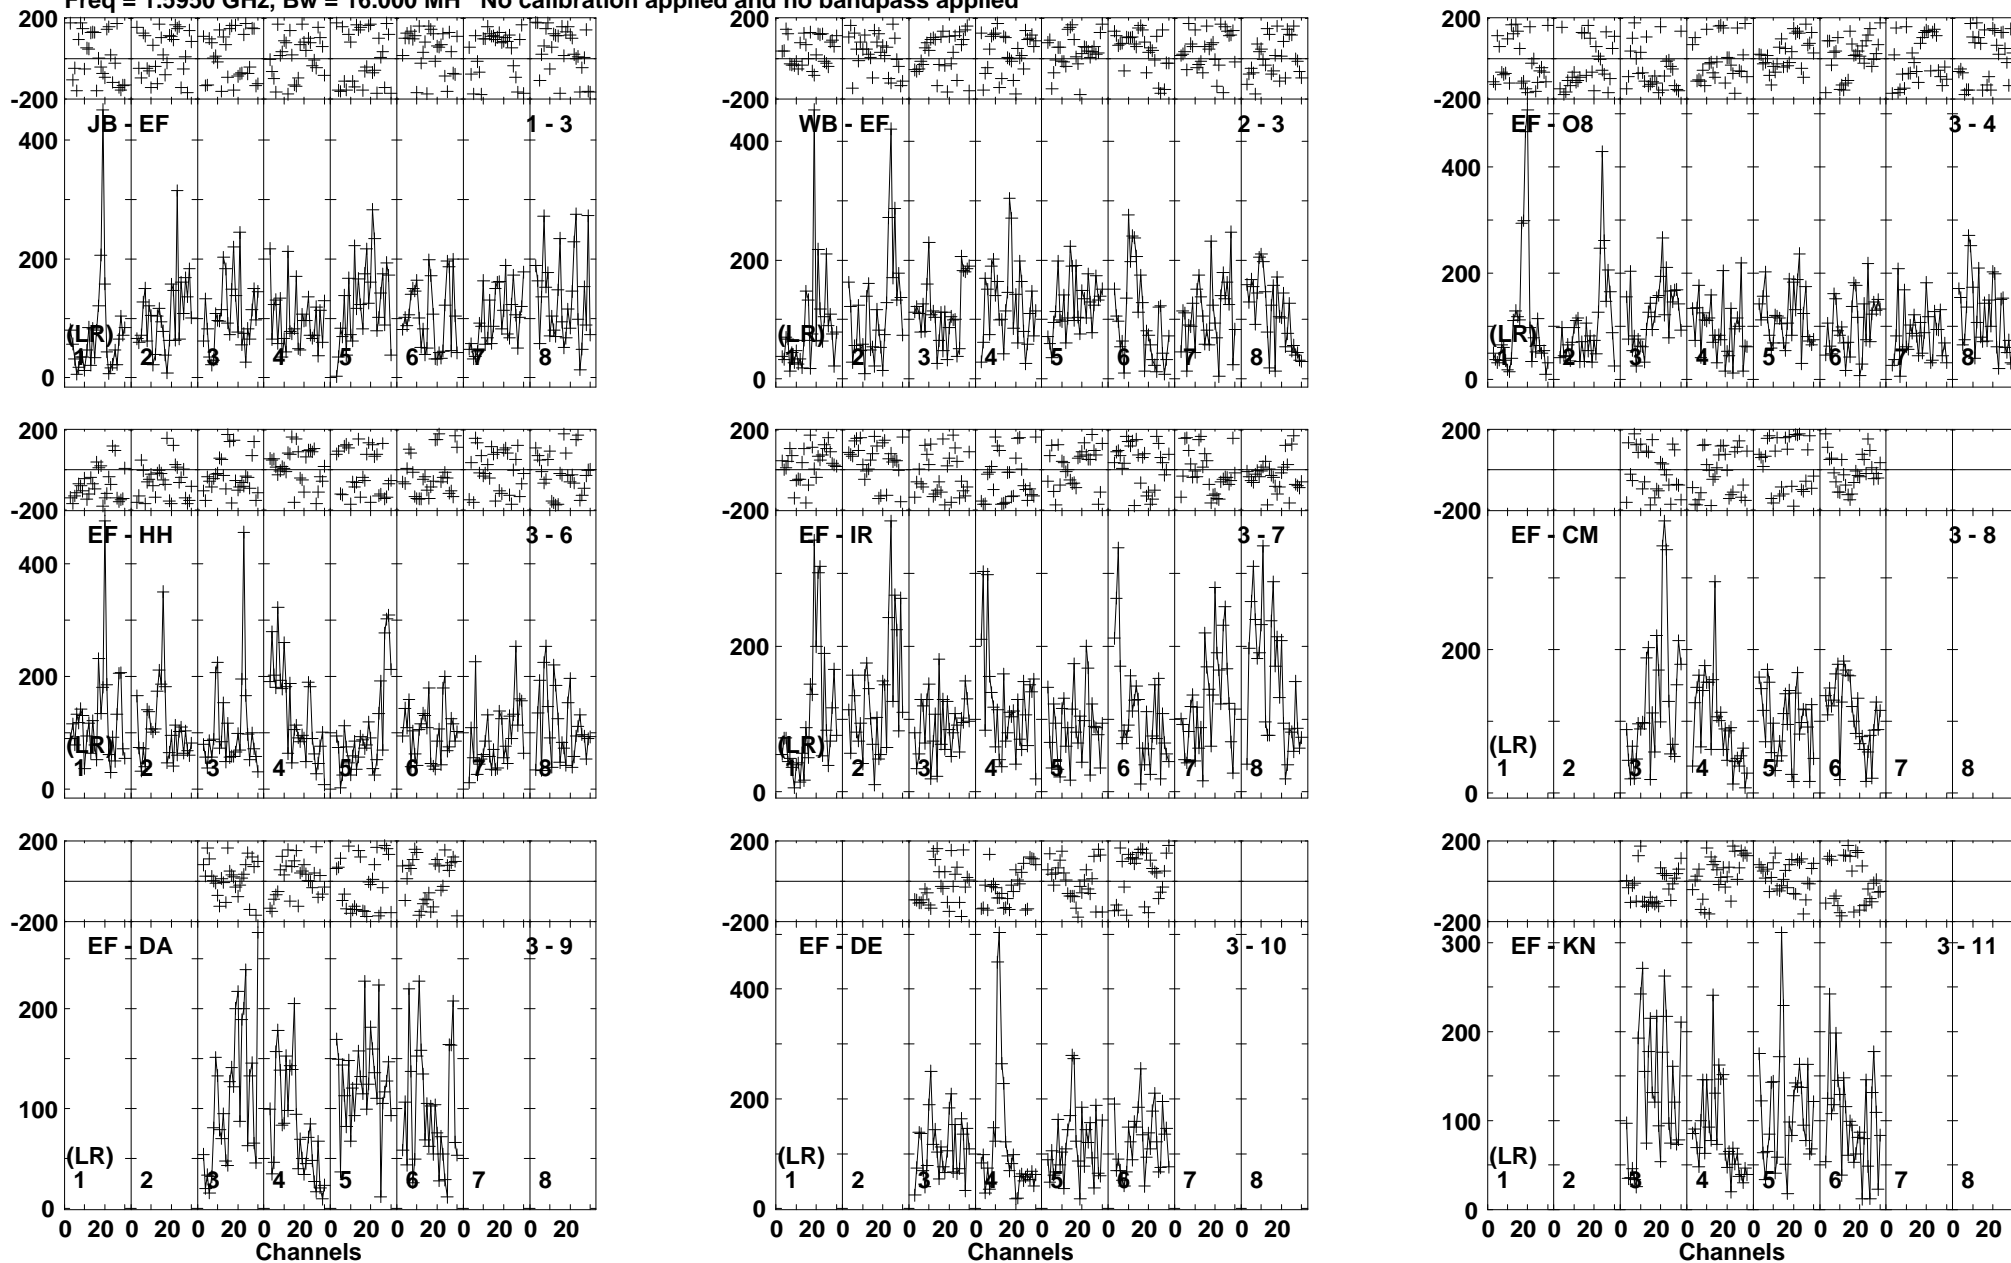 Freq = 1.5950 GHz, Bw = 16.000 MH No calibration applied and no bandpass applied
200
-200
JB - EF 1 - 3
400
200
0
(LR)
1 2 3 4 5 6 7 8
200
-200
WB - EF 2 - 3
400
200
0
(LR)
1 2 3 4 5 6 7 8
200
-200
EF - O8 3 - 4
400
200
0
(LR)
1 2 3 4 5 6 7 8
200
-200
EF - HH 3 - 6
400
200
0
(LR)
1 2 3 4 5 6 7 8
200
-200
EF - IR 3 - 7
200
0
(LR)
1 2 3 4 5 6 7 8
200
-200
EF - CM 3 - 8
200
0
(LR)
1 2 3 4 5 6 7 8
200
-200
EF - DA 3 - 9
200
100
0
(LR)
1 2 3 4 5 6 7 8
0 20 0 20 0 20 0 20 0 20 0 20 0 20 0 20
Channels
200
-200
EF - DE 3 - 10
400
200
0
(LR)
1 2 3 4 5 6 7 8
0 20 0 20 0 20 0 20 0 20 0 20 0 20 0 20
Channels
200
-200
EF - KN 3 - 11
300
200
100
0
(LR)
1 2 3 4 5 6 7 8
0 20 0 20 0 20 0 20 0 20 0 20 0 20 0 20
Channels